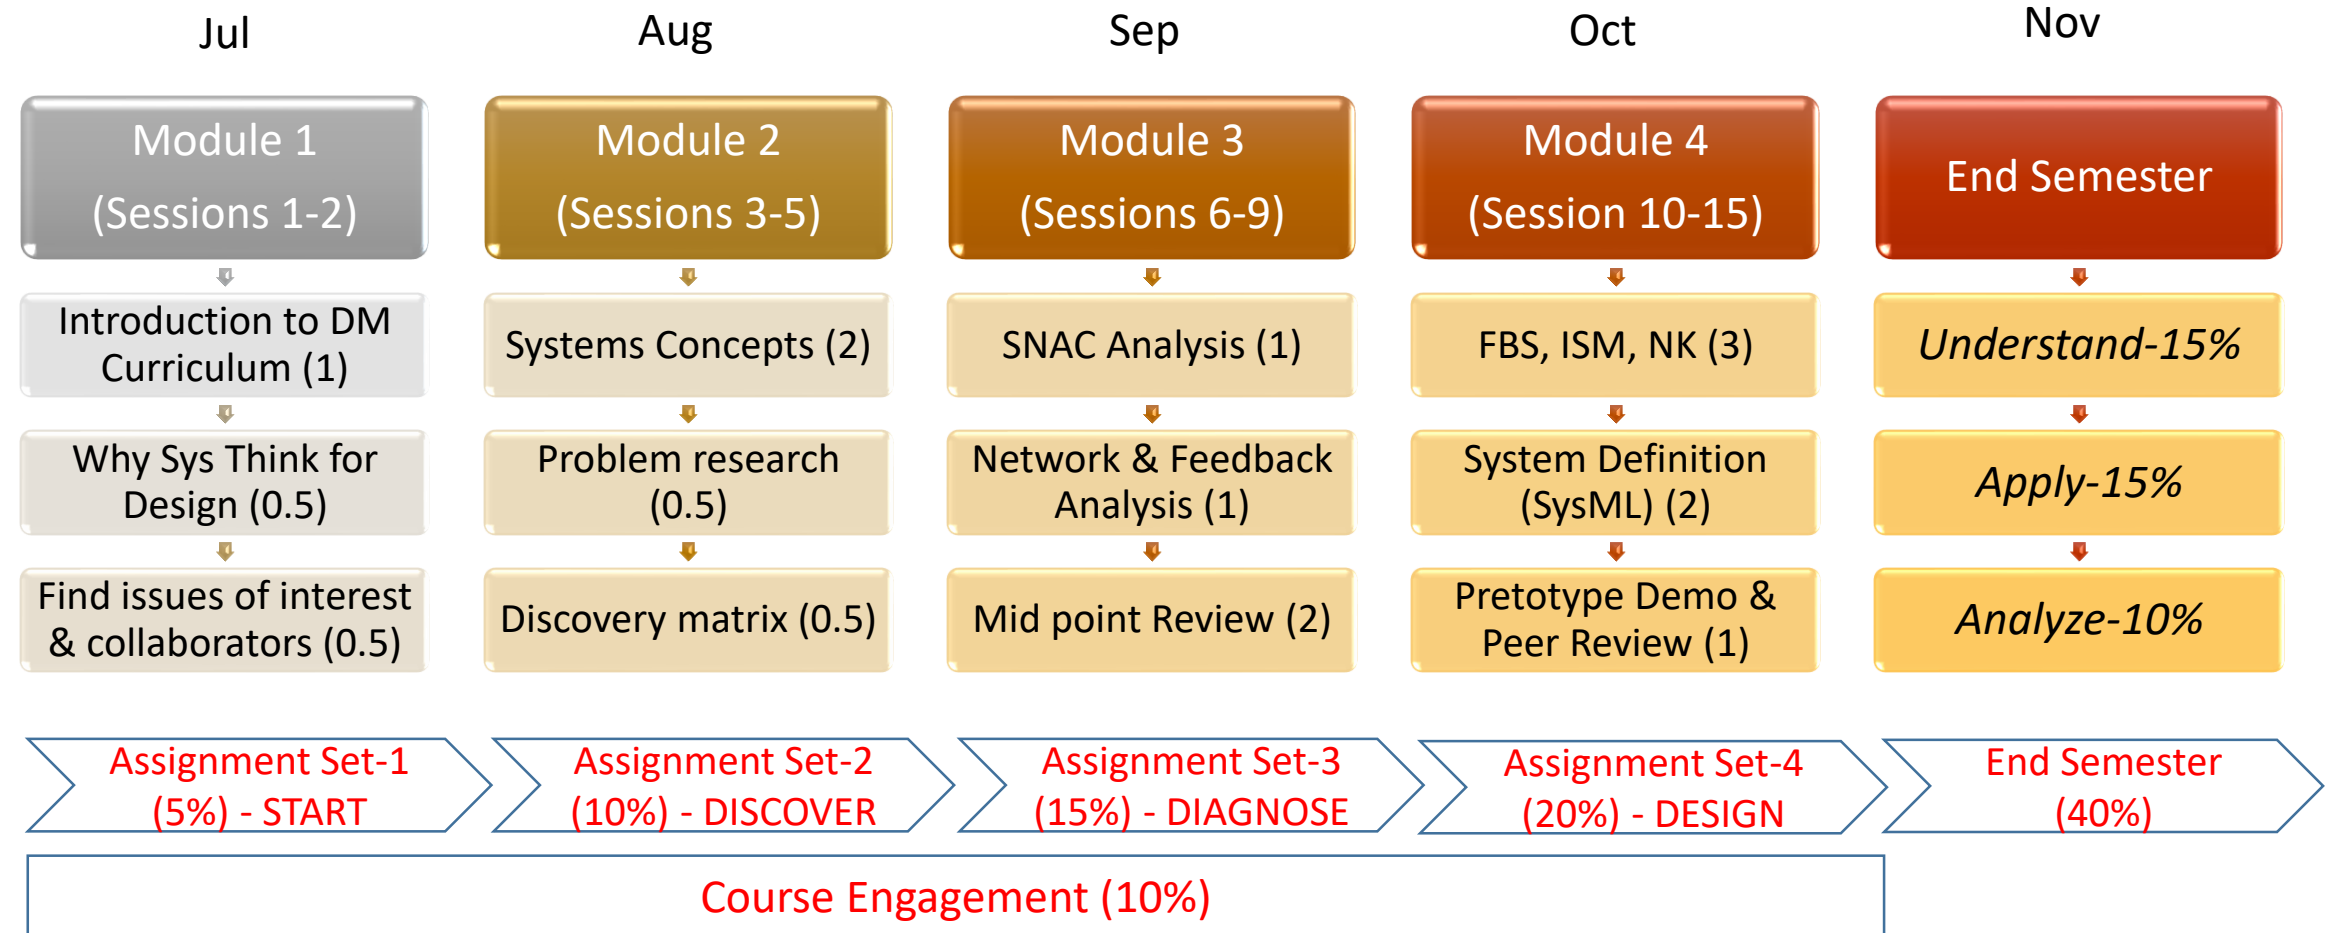 Jul
Aug
Sep
Oct
Nov
Module 1
(Sessions 1-2)
Introduction to DM
Curriculum (1)
Why Sys Think for
Design (0.5)
Find issues of interest
& collaborators (0.5)
Module 2
(Sessions 3-5)
Systems Concepts (2)
Problem research
(0.5)
Discovery matrix (0.5)
Module 3
(Sessions 6-9)
SNAC Analysis (1)
Network & Feedback
Analysis (1)
Mid point Review (2)
Module 4
(Session 10-15)
FBS, ISM, NK (3)
System Definition
(SysML) (2)
Pretotype Demo &
Peer Review (1)
End Semester
Understand-15%
Apply-15%
Analyze-10%
Assignment Set-1
(5%) - START
Assignment Set-2
(10%) - DISCOVER
Assignment Set-3
(15%) - DIAGNOSE
Assignment Set-4
(20%) - DESIGN
End Semester
(40%)
Course Engagement (10%)